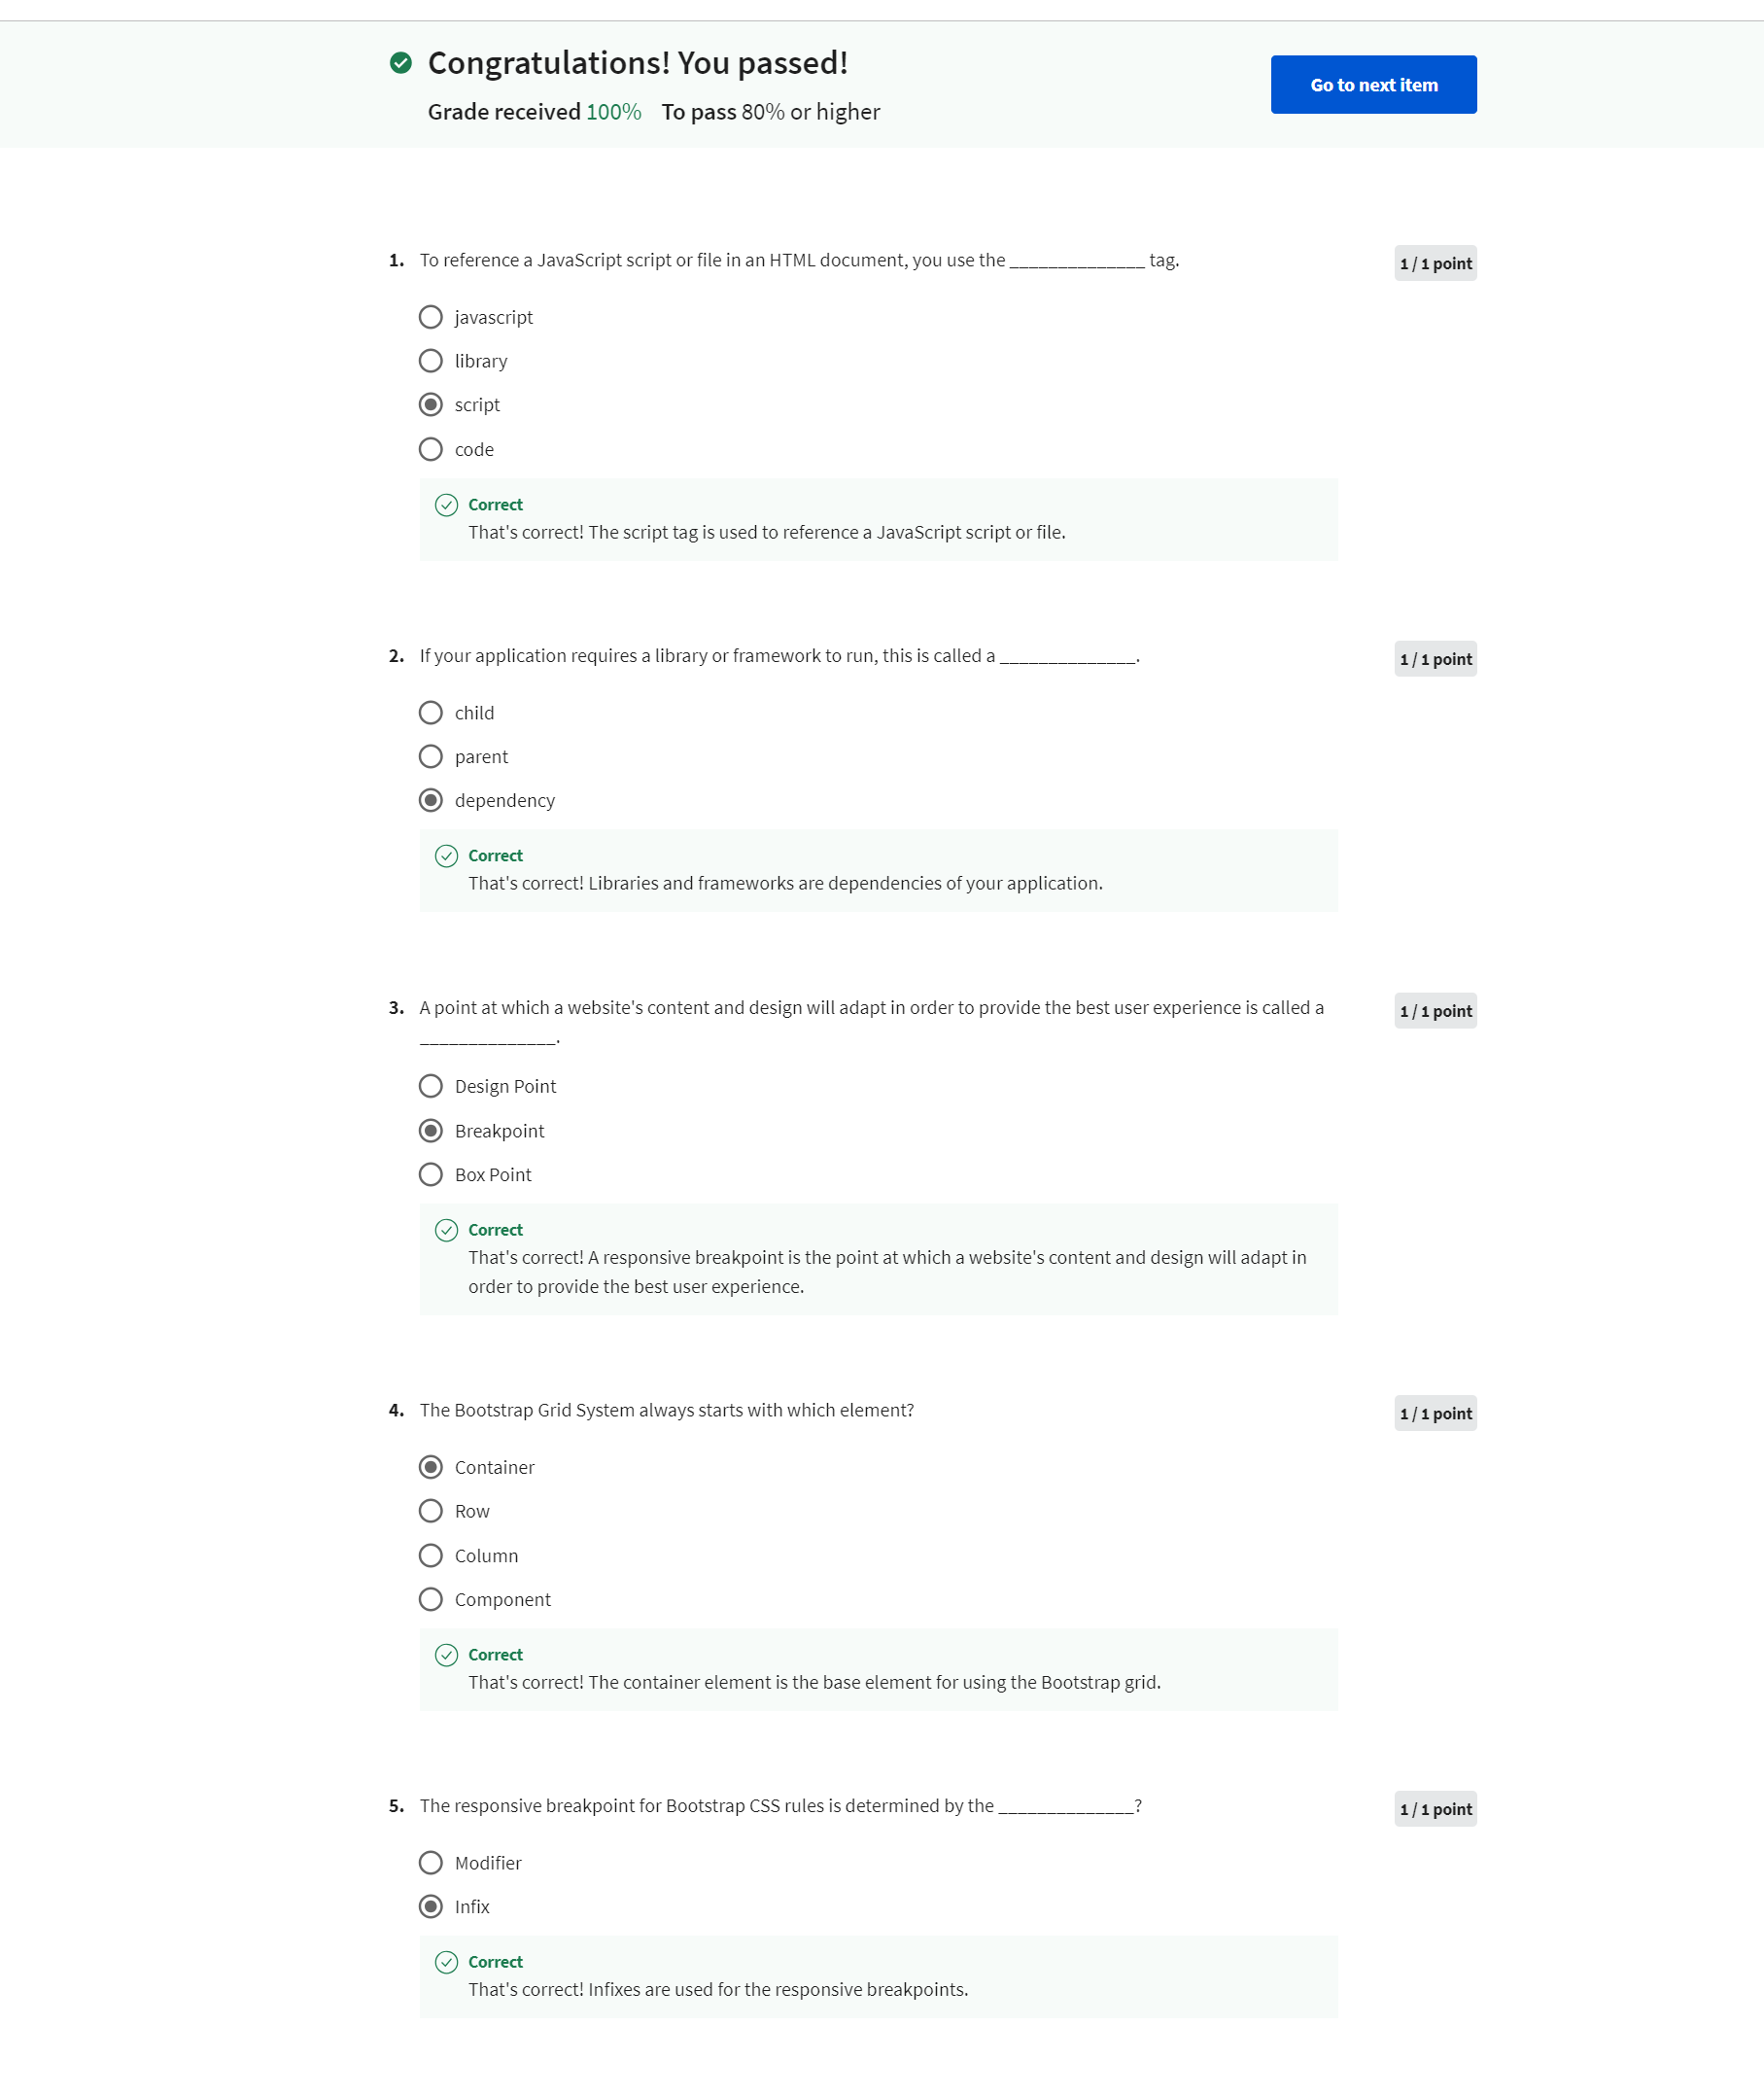 Congratulations! You passed!
Grade received 100% To pass 80% or higher
Go to next item
1. To reference a JavaScript script or file in an HTML document, you use the ______________ tag.
1 / 1 point
javascript
library
script
code
Correct
That's correct! The script tag is used to reference a JavaScript script or file.
2. If your application requires a library or framework to run, this is called a ______________.
1 / 1 point
child
parent
dependency
Correct
That's correct! Libraries and frameworks are dependencies of your application.
3. A point at which a website's content and design will adapt in order to provide the best user experience is called a
______________.
1 / 1 point
Design Point
Breakpoint
Box Point
Correct
That's correct! A responsive breakpoint is the point at which a website's content and design will adapt in
order to provide the best user experience.
4. The Bootstrap Grid System always starts with which element?
1 / 1 point
Container
Row
Column
Component
Correct
That's correct! The container element is the base element for using the Bootstrap grid.
5. The responsive breakpoint for Bootstrap CSS rules is determined by the ______________?
1 / 1 point
Modifier
Infix
Correct
That's correct! Infixes are used for the responsive breakpoints.